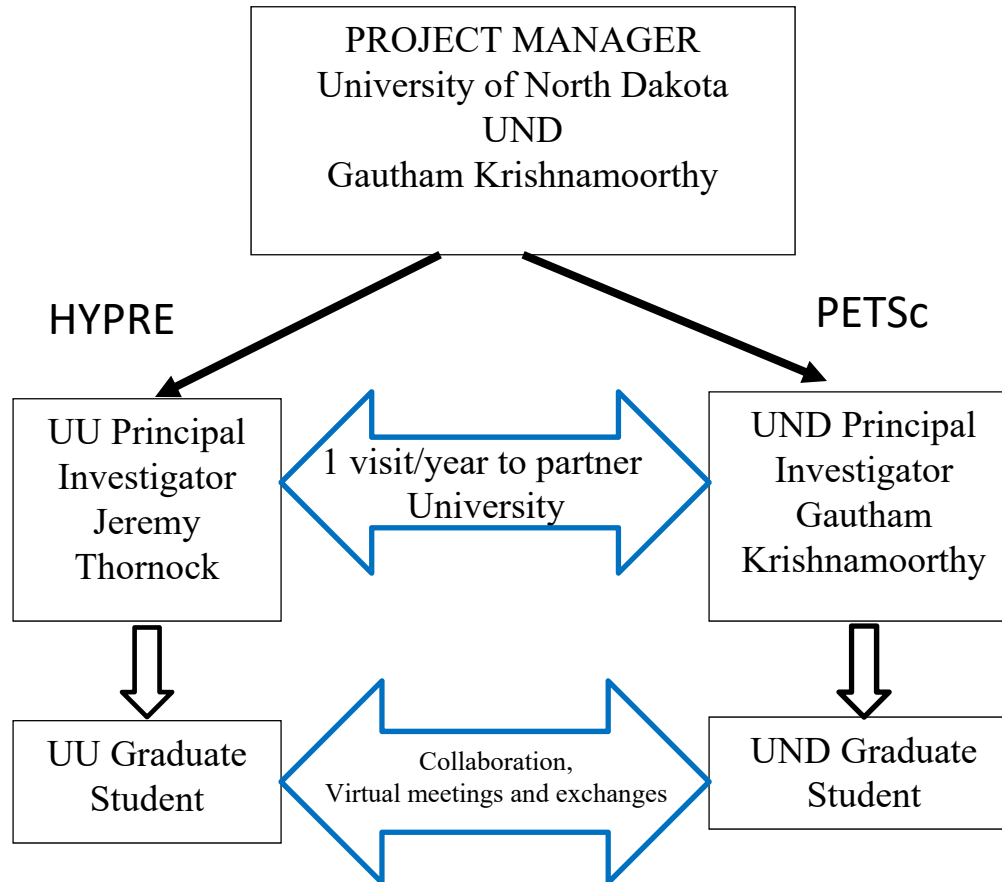 PROJECT MANAGER
University of North Dakota
UND
Gautham Krishnamoorthy
HYPRE
PETSc
UU Principal
Investigator
Jeremy
Thornock
1 visit/year to partner
University
UND Principal
Investigator
Gautham
Krishnamoorthy
UU Graduate
Student
Collaboration,
Virtual meetings and exchanges
UND Graduate
Student